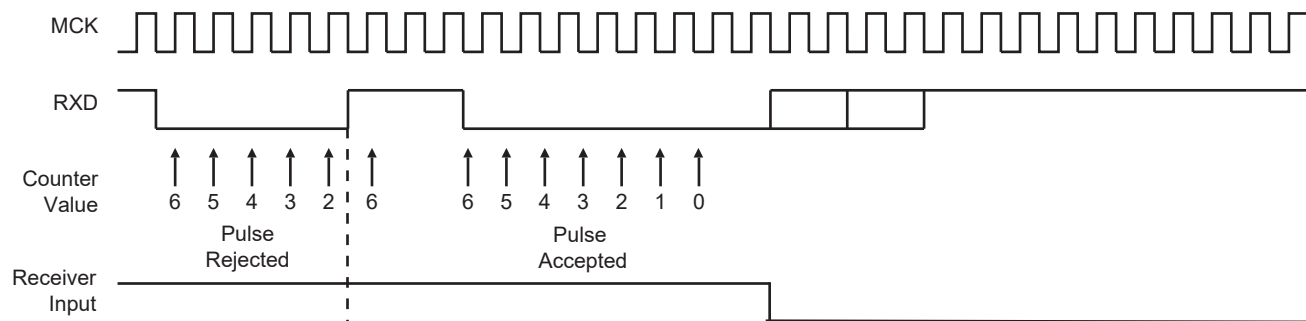 MCK
RXD
Counter
Value
6 5 4 3 2 6 6 5 4 3 2 1 0
Pulse
Rejected
Pulse
Accepted
Receiver
Input